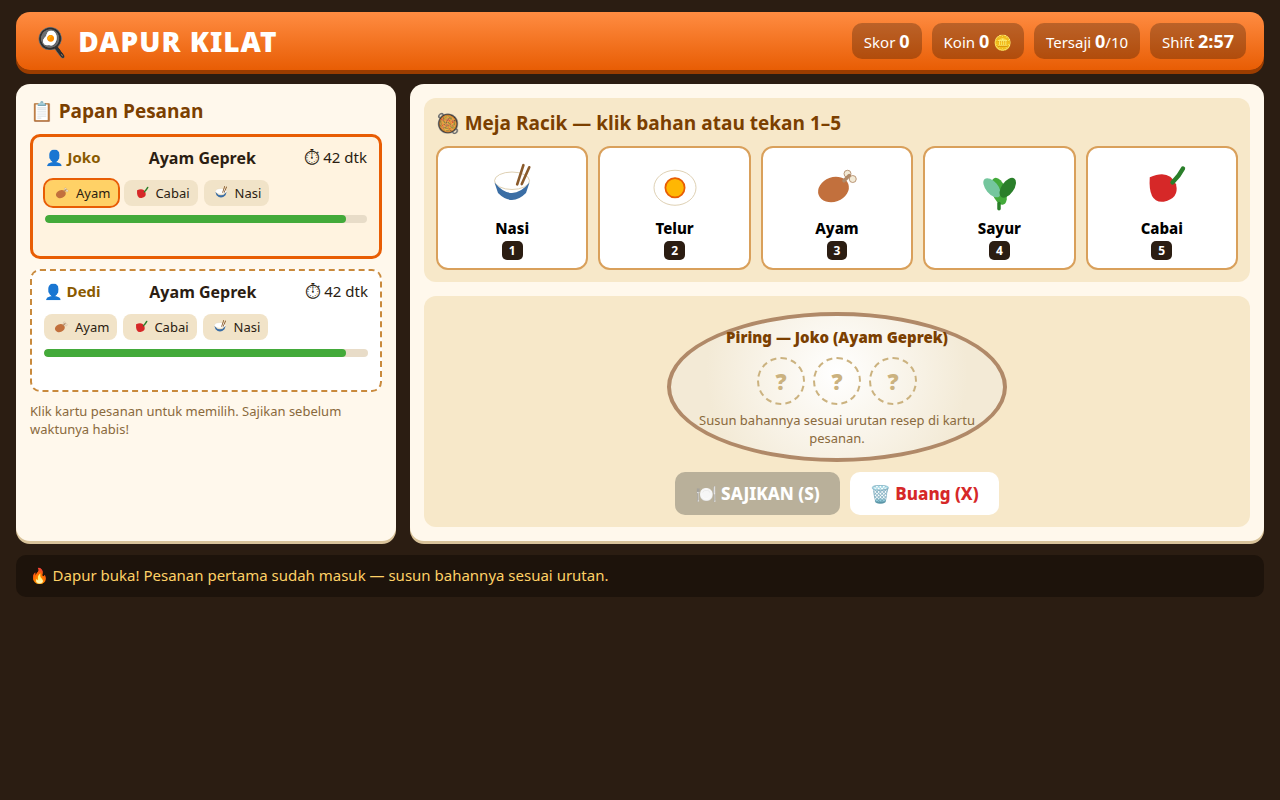 🍳 DAPUR KILAT
Skor 0
Koin 0 🪙
Tersaji 0/10
Shift 2:57
📋 Papan Pesanan
👤 Joko
Ayam Geprek
⏱ 42 dtk
Ayam
Cabai
Nasi
👤 Dedi
Ayam Geprek
⏱ 42 dtk
Ayam
Cabai
Nasi
Klik kartu pesanan untuk memilih. Sajikan sebelum
waktunya habis!
🥘 Meja Racik — klik bahan atau tekan 1–5
Nasi
1
Telur
2
Ayam
3
Sayur
4
Cabai
5
Piring — Joko (Ayam Geprek)
? ? ?
Susun bahannya sesuai urutan resep di kartu
pesanan.
🍽️ SAJIKAN (S)
🗑️ Buang (X)
🔥 Dapur buka! Pesanan pertama sudah masuk — susun bahannya sesuai urutan.